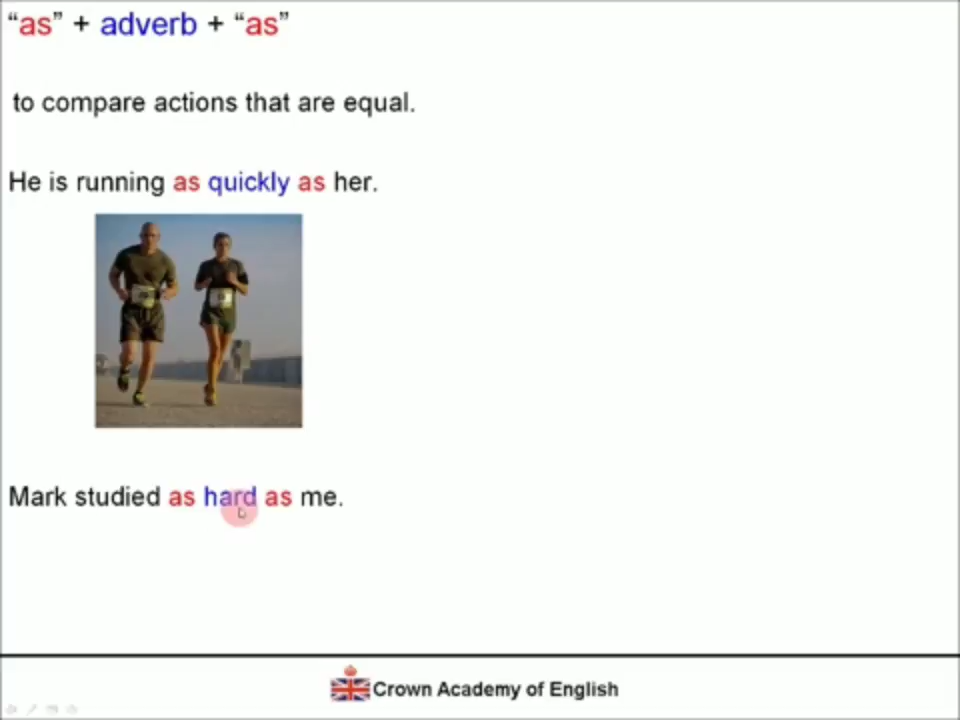 “as” + adverb + “as”
to compare actions that are equal.
He is running as quickly as her.
Mark studied as hard as me.
Crown Academy of English